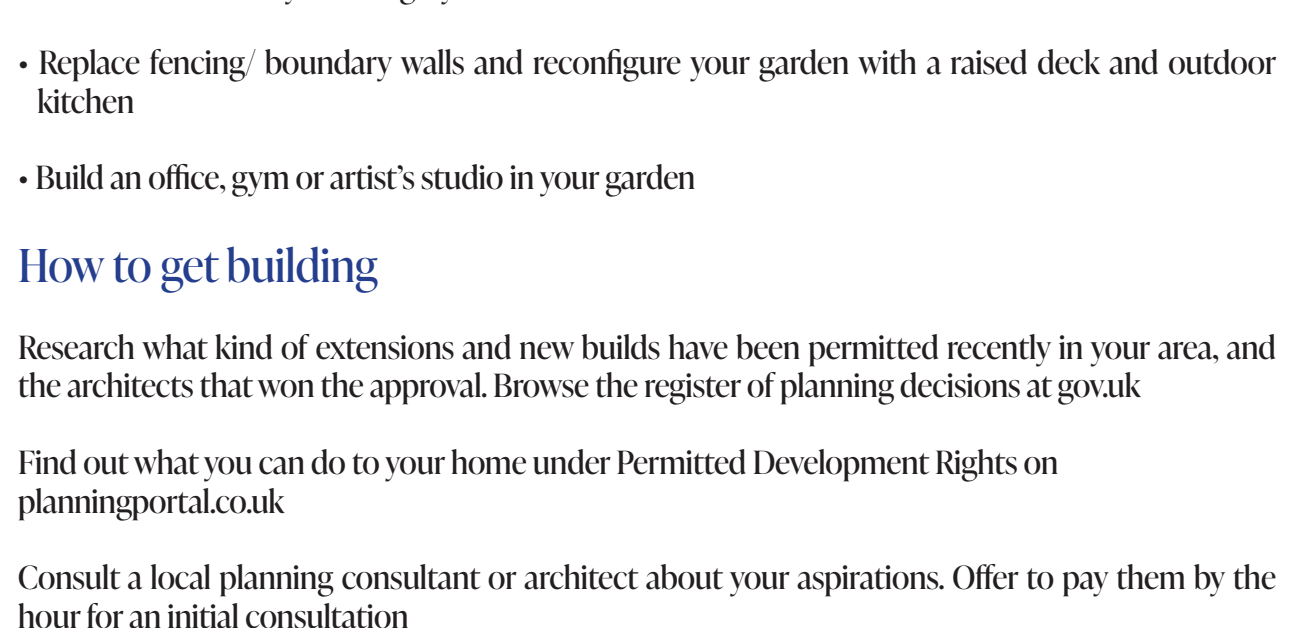 • Replace fencing/ boundary walls and reconfigure your garden with a raised deck and outdoor
kitchen
• Build an office, gym or artist’s studio in your garden
How to get building
Research what kind of extensions and new builds have been permitted recently in your area, and
the architects that won the approval. Browse the register of planning decisions at gov.uk
Find out what you can do to your home under Permitted Development Rights on
planningportal.co.uk
Consult a local planning consultant or architect about your aspirations. Offer to pay them by the
hour for an initial consultation